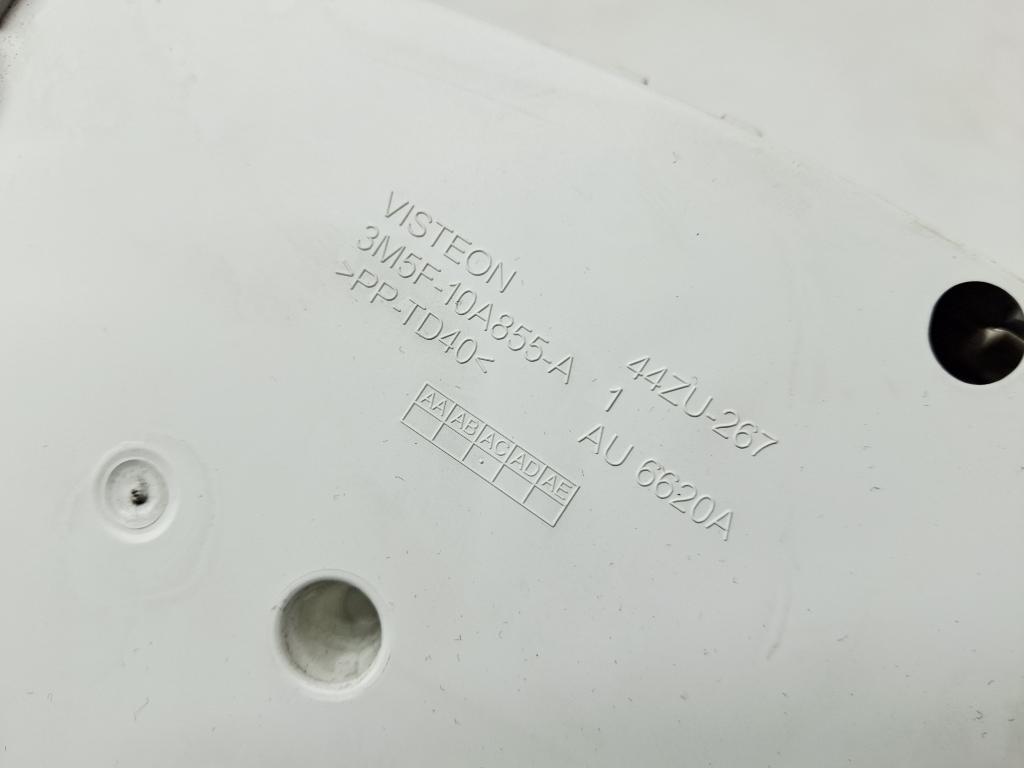 VISTEON
3M5F-10A855-A
>PP-TD40<
44ZU-267
1
AU 6620A
AA AB AC AD AE